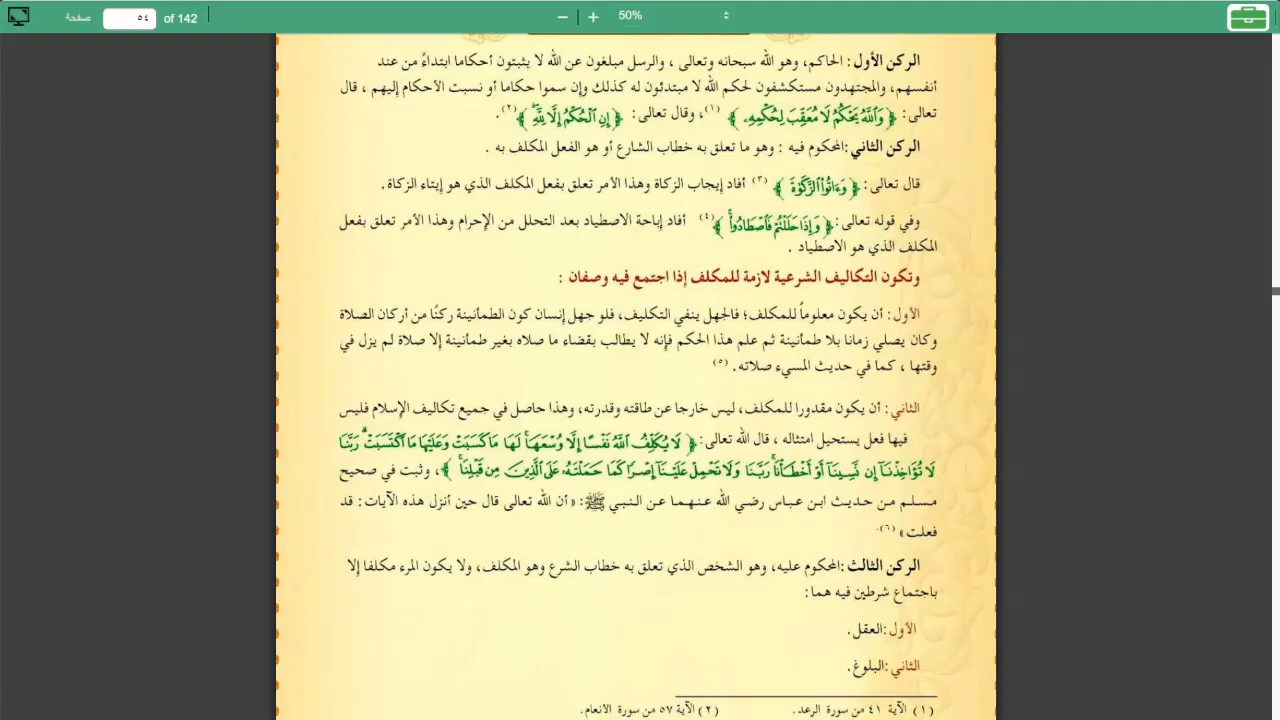 صفحة ٥٤ of 142
50%
الركن الأول: الحاكم، وهو الله سبحانه وتعالى ، والرسل مبلغون عن الله لا يثبتون أحكاما ابتداءً من عند
أنفسهم، والمجتهدون مستكشفون لحكم الله لا مبتدئون له كذلك وإن سموا حكاما أو نسبت الأحكام إليهم ، قال
تعالى: ﴿ وَٱللَّهُ يَحْكُمُ لَا مُعَقِّبَ لِحُكْمِهِۦ ﴾ (١)، وقال تعالى: ﴿ إِنِ ٱلْحُكْمُ إِلَّا لِلَّهِ ﴾(٢).
الركن الثاني:المحكوم فيه : وهو ما تعلق به خطاب الشارع أو هو الفعل المكلف به .
قال تعالى: ﴿ وَءَاتُوا۟ ٱلزَّكَوٰةَ ﴾ (٣) أفاد إيجاب الزكاة وهذا الأمر تعلق بفعل المكلف الذي هو إيتاء الزكاة.
وفي قوله تعالى: ﴿ وَإِذَا حَلَلْتُمْ فَٱصْطَادُوا۟ ﴾(٤) أفاد إباحة الاصطياد بعد التحلل من الإحرام وهذا الأمر تعلق بفعل
المكلف الذي هو الاصطياد .
وتكون التكاليف الشرعية لازمة للمكلف إذا اجتمع فيه وصفان :
الأول: أن يكون معلوماً للمكلف؛ فالجهل ينفي التكليف، فلو جهل إنسان كون الطمأنينة ركنًا من أركان الصلاة
وكان يصلي زمانا بلا طمأنينة ثم علم هذا الحكم فإنه لا يطالب بقضاء ما صلاه بغير طمأنينة إلا صلاة لم يزل في
وقتها ، كما في حديث المسيء صلاته. (٥)
الثاني: أن يكون مقدورا للمكلف، ليس خارجا عن طاقته وقدرته، وهذا حاصل في جميع تكاليف الإسلام فليس
فيها فعل يستحيل امتثاله ، قال الله تعالى: ﴿ لَا يُكَلِّفُ ٱللَّهُ نَفْسًا إِلَّا وُسْعَهَا لَهَا مَا كَسَبَتْ وَعَلَيْهَا مَا ٱكْتَسَبَتْ رَبَّنَا
لَا تُؤَاخِذْنَآ إِن نَّسِينَآ أَوْ أَخْطَأْنَا رَبَّنَا وَلَا تَحْمِلْ عَلَيْنَآ إِصْرًا كَمَا حَمَلْتَهُۥ عَلَى ٱلَّذِينَ مِن قَبْلِنَا ﴾، وثبت في صحيح
مسلم من حديث ابن عباس رضي الله عنهما عن النبي ﷺ: «أن الله تعالى قال حين أنزل هذه الآيات: قد
فعلت» (٦).
الركن الثالث:المحكوم عليه، وهو الشخص الذي تعلق به خطاب الشرع وهو المكلف، ولا يكون المرء مكلفا إلا
باجتماع شرطين فيه هما:
الأول:العقل.
الثاني:البلوغ.
(١) الآية ٤١ من سورة الرعد. (٢) الآية ٥٧ من سورة الانعام.